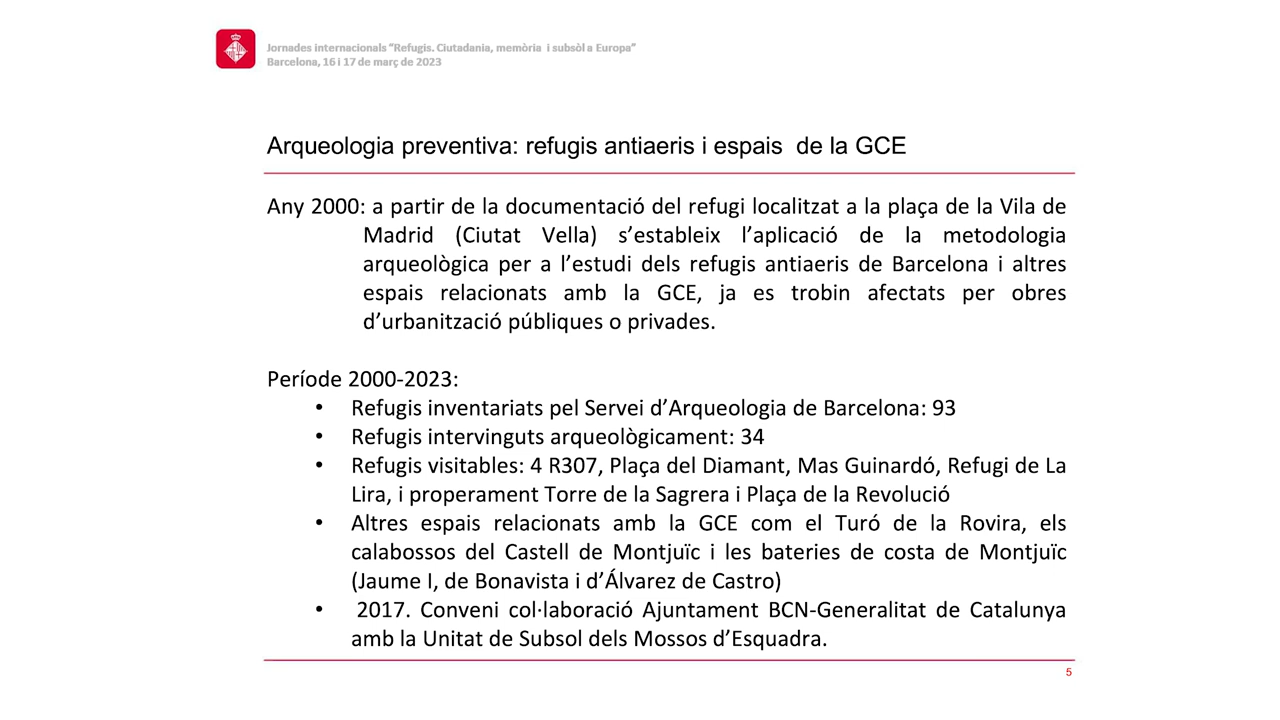 Jornades internacionals “Refugis. Ciutadania, memòria i subsòl a Europa”
Barcelona, 16 i 17 de març de 2023
Arqueologia preventiva: refugis antiaeris i espais de la GCE
Any 2000: a partir de la documentació del refugi localitzat a la plaça de la Vila de
Madrid (Ciutat Vella) s’estableix l’aplicació de la metodologia
arqueològica per a l’estudi dels refugis antiaeris de Barcelona i altres
espais relacionats amb la GCE, ja es trobin afectats per obres
d’urbanització públiques o privades.
Període 2000-2023:
• Refugis inventariats pel Servei d’Arqueologia de Barcelona: 93
• Refugis intervinguts arqueològicament: 34
• Refugis visitables: 4 R307, Plaça del Diamant, Mas Guinardó, Refugi de La
Lira, i properament Torre de la Sagrera i Plaça de la Revolució
• Altres espais relacionats amb la GCE com el Turó de la Rovira, els
calabossos del Castell de Montjuïc i les bateries de costa de Montjuïc
(Jaume I, de Bonavista i d’Álvarez de Castro)
• 2017. Conveni col·laboració Ajuntament BCN-Generalitat de Catalunya
amb la Unitat de Subsol dels Mossos d’Esquadra.
5